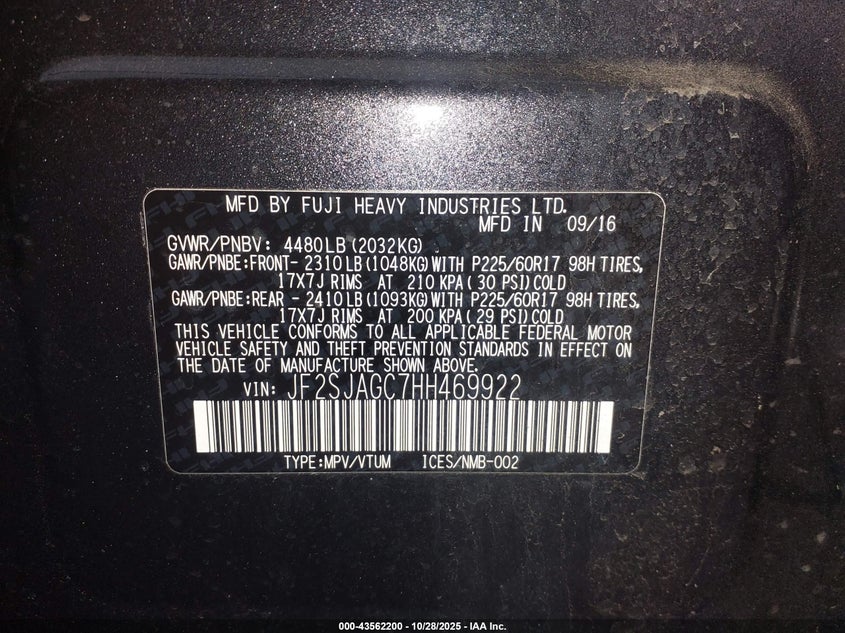 MFD BY FUJI HEAVY INDUSTRIES LTD.
MFD IN 09/16
GVWR/PNBV: 4480LB(2032KG)
GAWR/PNBE:FRONT- 2310LB(1048KG)WITH P225/60R17 98H TIRES,
17X7J RIMS AT 210 KPA(30 PSI)COLD
GAWR/PNBE:REAR - 2410LB(1093KG)WITH P225/60R17 98H TIRES,
17X7J RIMS AT 200 KPA(29 PSI)COLD
THIS VEHICLE CONFORMS TO ALL APPLICABLE FEDERAL MOTOR
VEHICLE SAFETY AND THEFT PREVENTION STANDARDS IN EFFECT ON
THE DATE OF MANUFACTURE SHOWN ABOVE.
VIN: JF2SJAGC7HH469922
TYPE:MPV/VTUM ICES/NMB-002
000-43562200 - 10/28/2025 - IAA Inc.